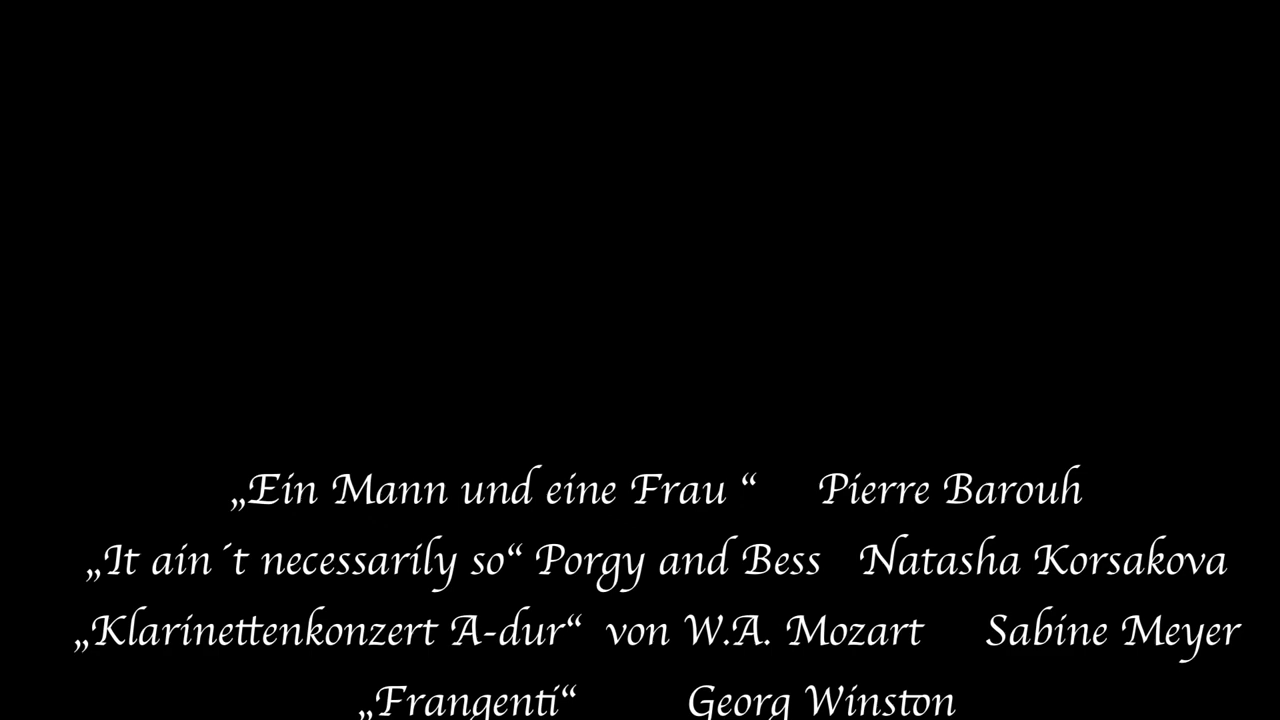 „Ein Mann und eine Frau “ Pierre Barouh
„It ain´t necessarily so“ Porgy and Bess Natasha Korsakova
„Klarinettenkonzert A-dur“ von W.A. Mozart Sabine Meyer
„Frangenti“ Georg Winston